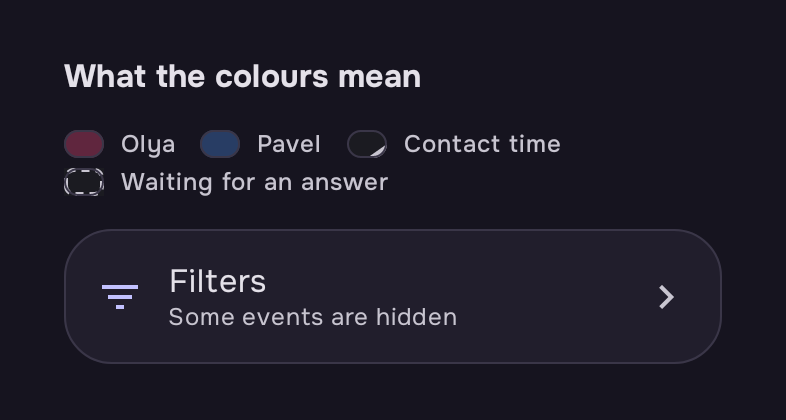 What the colours mean
Olya Pavel Contact time
Waiting for an answer
Filters
Some events are hidden